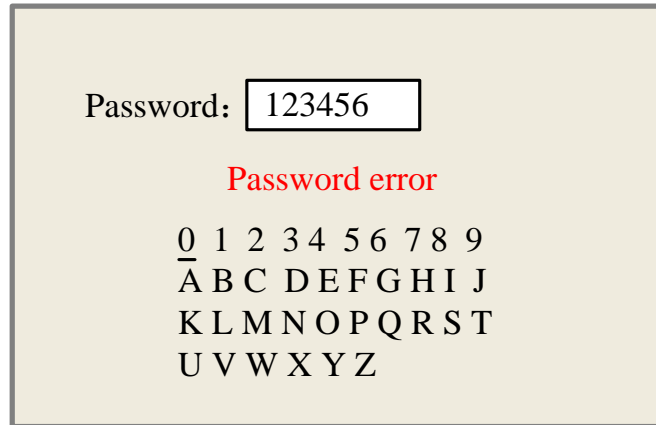 Password： 123456
Password error
0 1 2 3 4 5 6 7 8 9
A B C D E F G H I J
K L M N O P Q R S T
U V W X Y Z